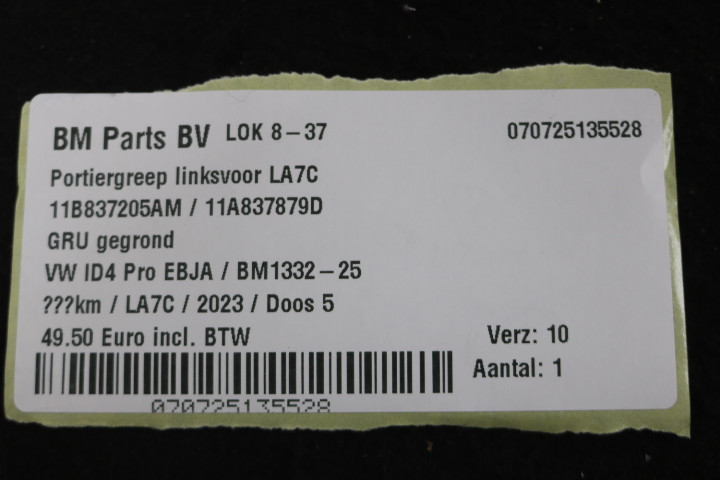 BM Parts BV LOK 8-37 070725135528
Portiergreep linksvoor LA7C
11B837205AM / 11A837879D
GRU gegrond
VW ID4 Pro EBJA / BM1332-25
???km / LA7C / 2023 / Doos 5
49.50 Euro incl. BTW Verz: 10
Aantal: 1
070725135528